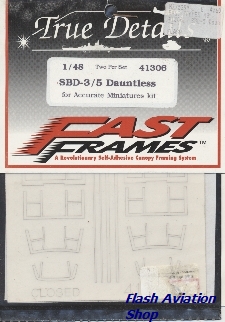 True Details
1/48 Two Per Set 41306
SBD-3/5 Dauntless
for Accurate Miniatures kit
FAST
FRAMES™
A Revolutionary Self-Adhesive Canopy Framing System
Flash Aviation
Shop